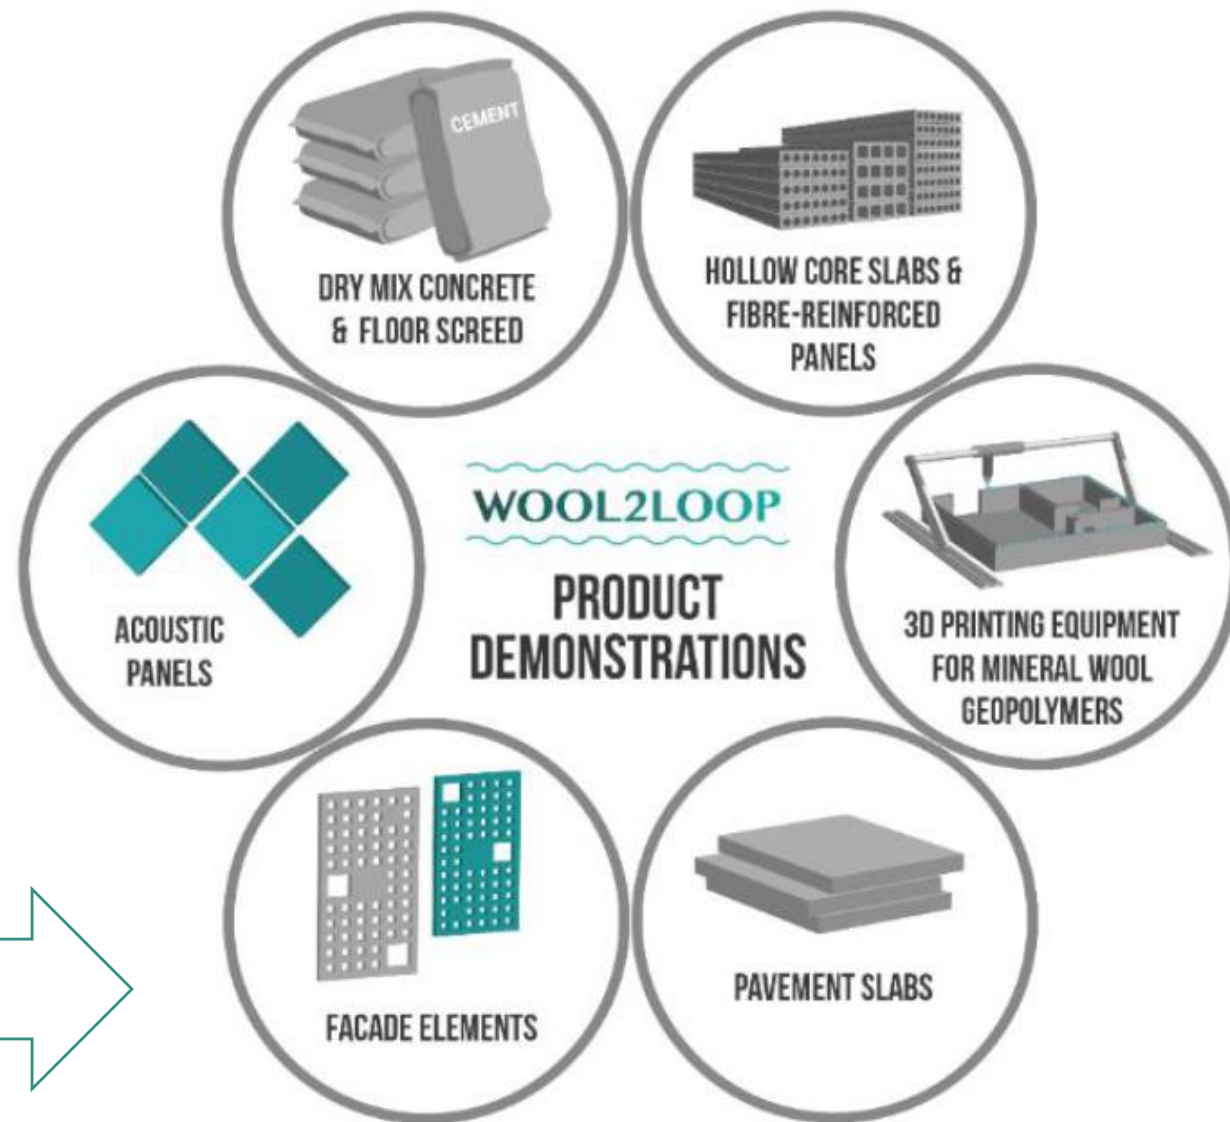 CEMENT
DRY MIX CONCRETE
& FLOOR SCREED
HOLLOW CORE SLABS &
FIBRE-REINFORCED
PANELS
ACOUSTIC
PANELS
WOOL2LOOP
PRODUCT
DEMONSTRATIONS
3D PRINTING EQUIPMENT
FOR MINERAL WOOL
GEOPOLYMERS
FACADE ELEMENTS
PAVEMENT SLABS